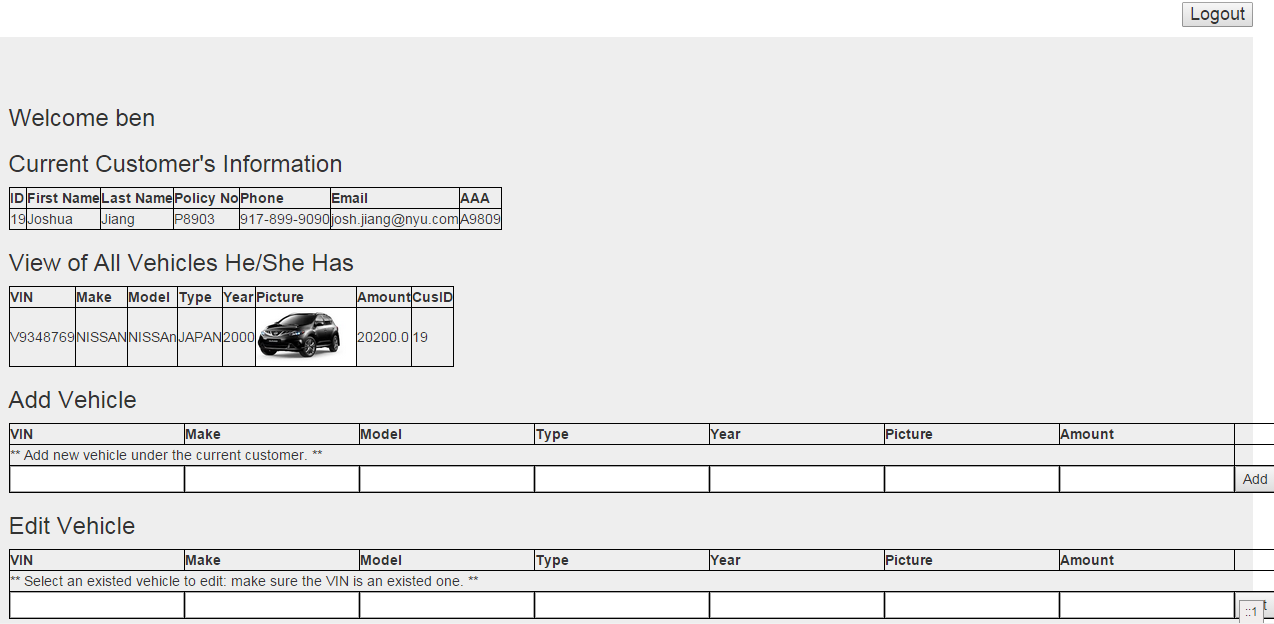 Logout
Welcome ben
Current Customer's Information
ID First Name Last Name Policy No Phone Email AAA
19 Joshua Jiang P8903 917-899-9090 josh.jiang@nyu.com A9809
View of All Vehicles He/She Has
VIN Make Model Type Year Picture Amount CusID
V9348769 NISSAN NISSAn JAPAN 2000 20200.0 19
Add Vehicle
VIN Make Model Type Year Picture Amount
** Add new vehicle under the current customer. **
Add
Edit Vehicle
VIN Make Model Type Year Picture Amount
** Select an existed vehicle to edit: make sure the VIN is an existed one. **
::1